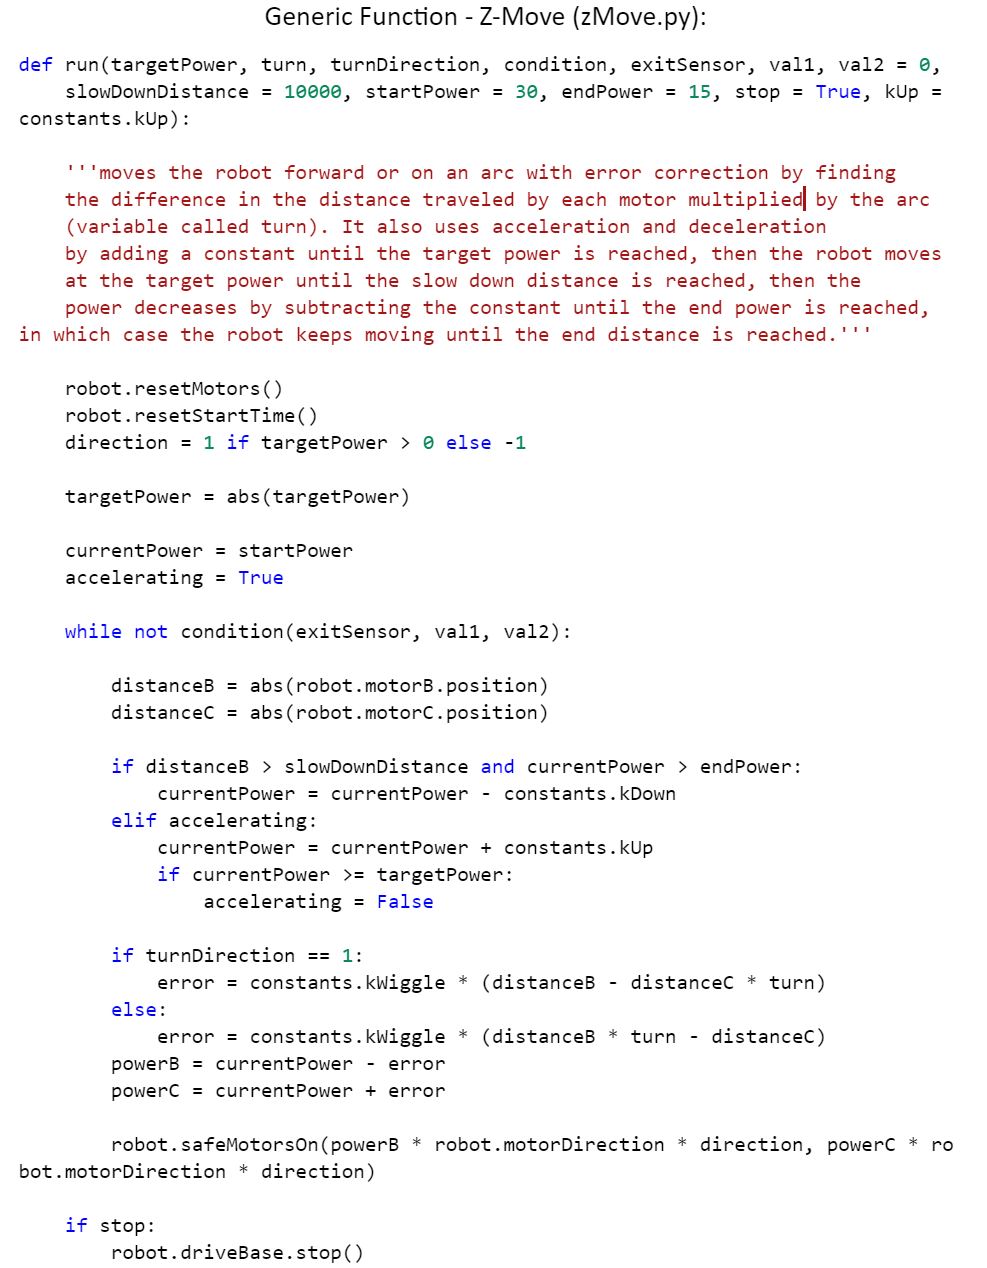 Generic Function - Z-Move (zMove.py):
def run(targetPower, turn, turnDirection, condition, exitSensor, val1, val2 = 0,
    slowDownDistance = 10000, startPower = 30, endPower = 15, stop = True, kUp =
constants.kUp):
    '''moves the robot forward or on an arc with error correction by finding
    the difference in the distance traveled by each motor multiplied by the arc
    (variable called turn). It also uses acceleration and deceleration
    by adding a constant until the target power is reached, then the robot moves
    at the target power until the slow down distance is reached, then the
    power decreases by subtracting the constant until the end power is reached,
in which case the robot keeps moving until the end distance is reached.'''
    robot.resetMotors()
    robot.resetStartTime()
    direction = 1 if targetPower > 0 else -1
    targetPower = abs(targetPower)
    currentPower = startPower
    accelerating = True
    while not condition(exitSensor, val1, val2):
        distanceB = abs(robot.motorB.position)
        distanceC = abs(robot.motorC.position)
        if distanceB > slowDownDistance and currentPower > endPower:
            currentPower = currentPower - constants.kDown
        elif accelerating:
            currentPower = currentPower + constants.kUp
            if currentPower >= targetPower:
                accelerating = False
        if turnDirection == 1:
            error = constants.kWiggle * (distanceB - distanceC * turn)
        else:
            error = constants.kWiggle * (distanceB * turn - distanceC)
        powerB = currentPower - error
        powerC = currentPower + error
        robot.safeMotorsOn(powerB * robot.motorDirection * direction, powerC * ro
bot.motorDirection * direction)
    if stop:
        robot.driveBase.stop()